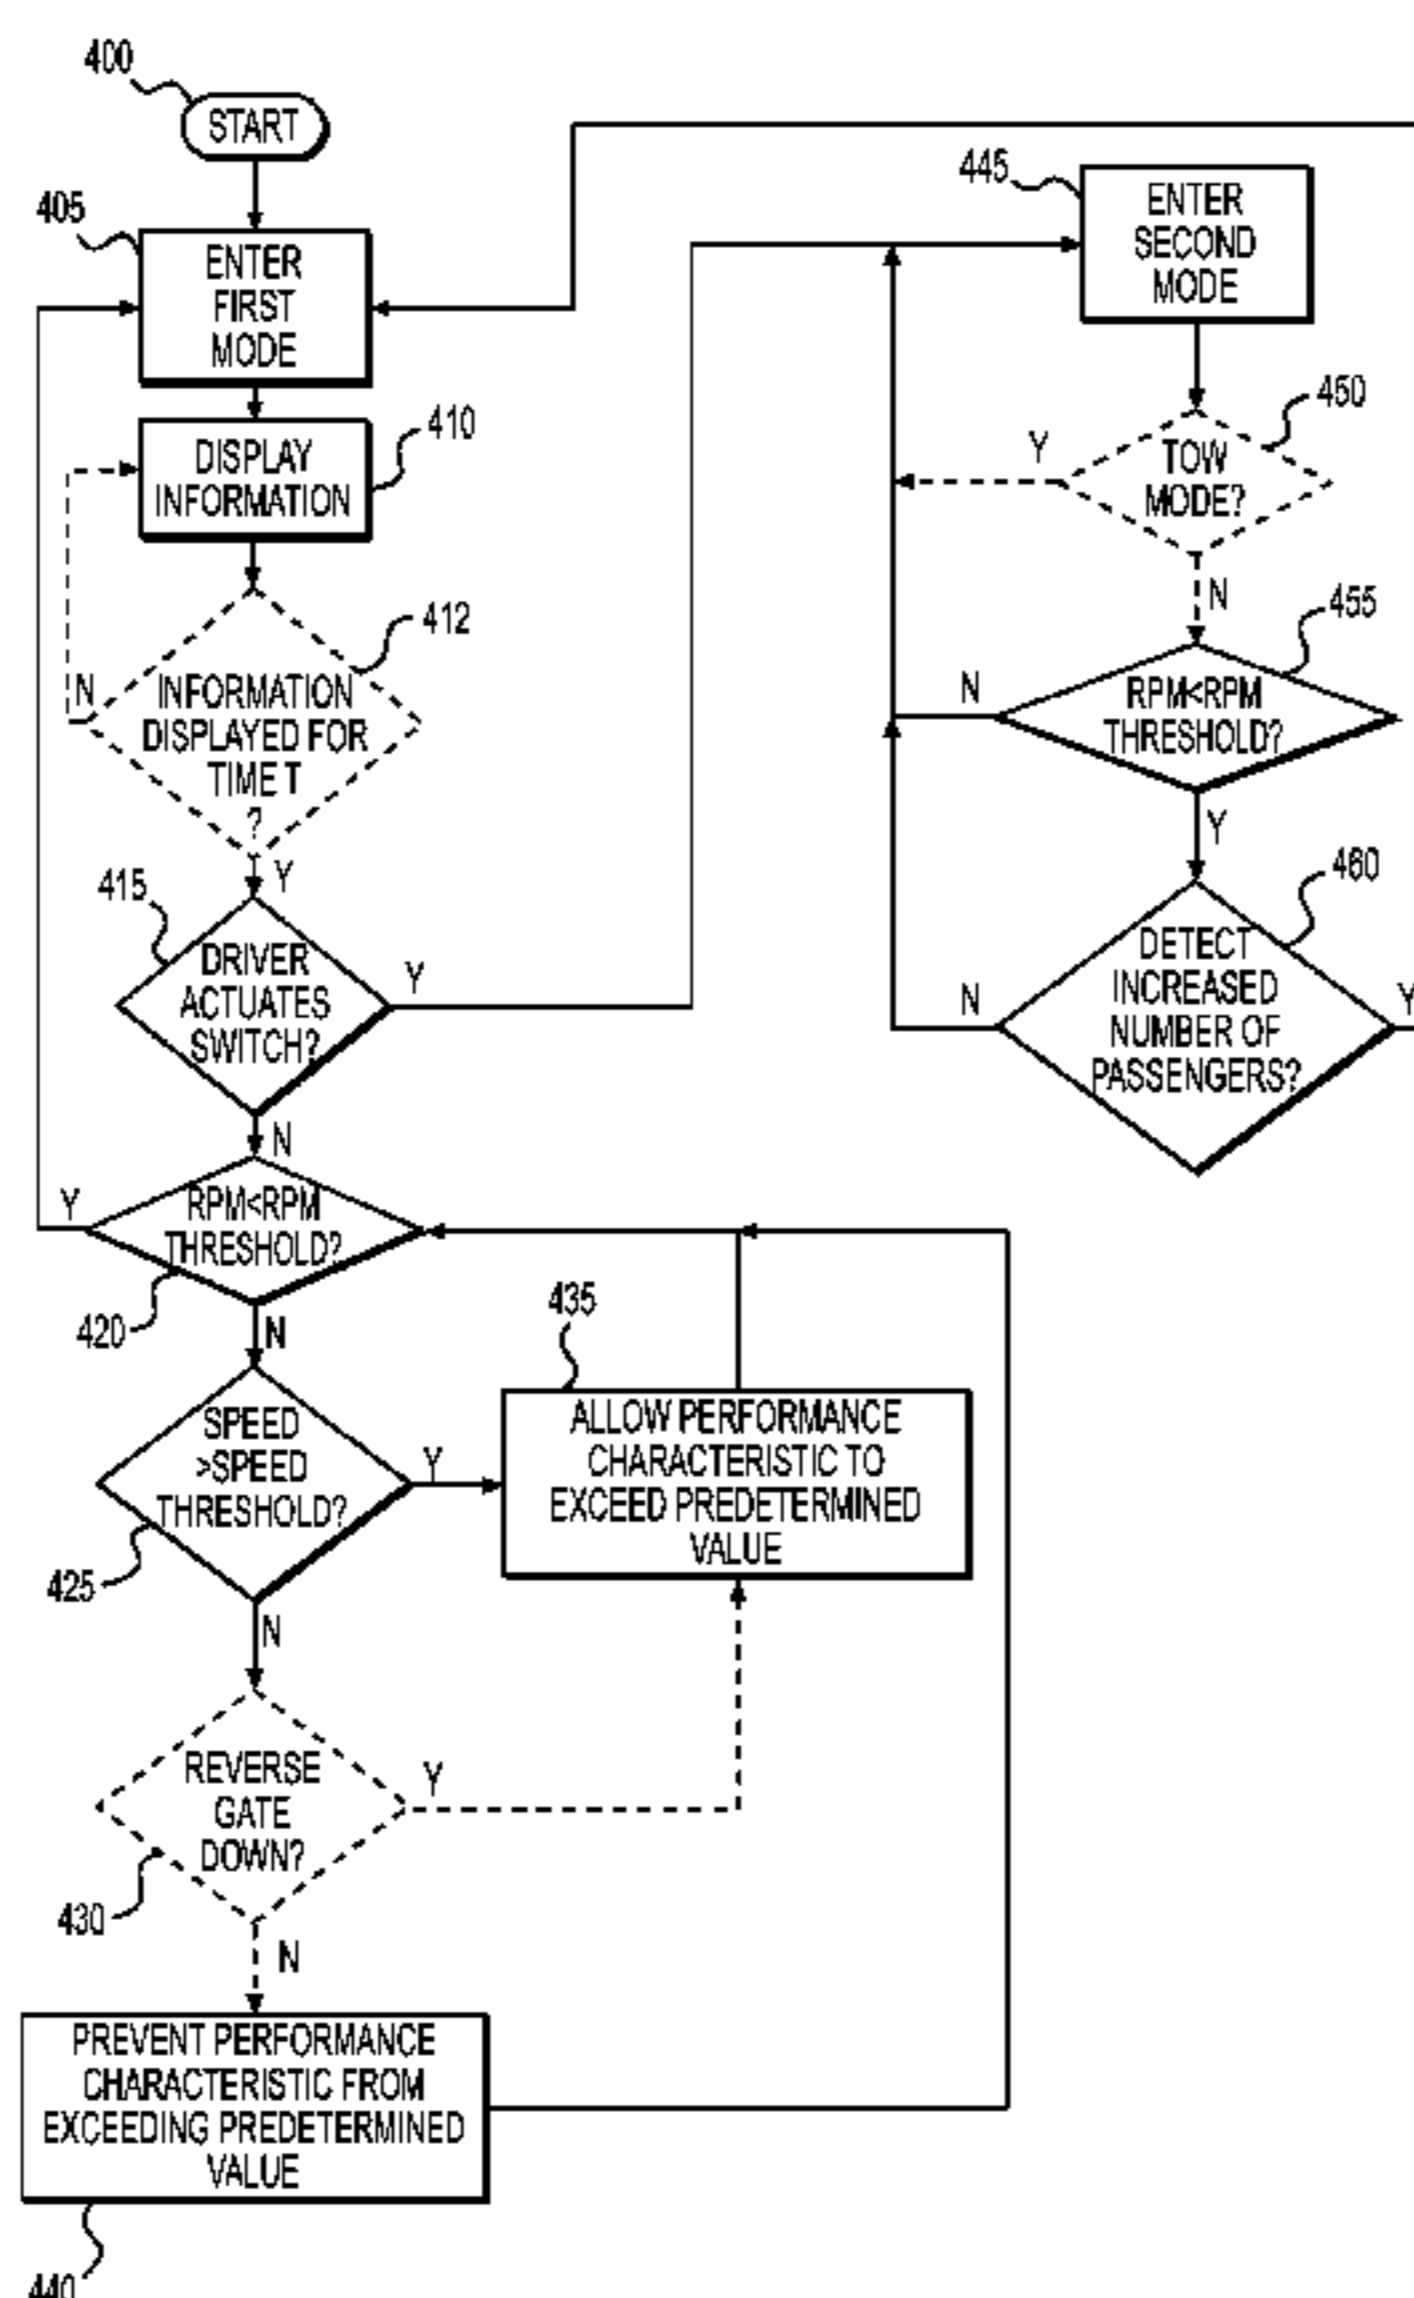 400
START
405
ENTER
FIRST
MODE
410
DISPLAY
INFORMATION
412
INFORMATION
DISPLAYED FOR
TIME T
?
N
Y
415
DRIVER
ACTUATES
SWITCH?
Y
N
RPM<RPM
THRESHOLD?
Y
420
N
SPEED
>SPEED
THRESHOLD?
Y
425
N
435
ALLOW PERFORMANCE
CHARACTERISTIC TO
EXCEED PREDETERMINED
VALUE
REVERSE
GATE
DOWN?
Y
430
N
PREVENT PERFORMANCE
CHARACTERISTIC FROM
EXCEEDING PREDETERMINED
VALUE
440
445
ENTER
SECOND
MODE
450
TOW
MODE?
Y
N
455
RPM<RPM
THRESHOLD?
N
Y
460
DETECT
INCREASED
NUMBER OF
PASSENGERS?
N
Y